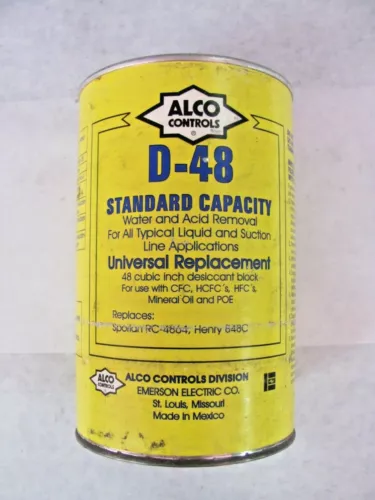 ALCO
CONTROLS
D-48
STANDARD CAPACITY
Water and Acid Removal
For All Typical Liquid and Suction
Line Applications
Universal Replacement
48 cubic inch desiccant block -
For use with CFC, HCFC's, HFC's,
Mineral Oil and POE
Replaces:
Sporlan RC-4864, Henry 848C
ALCO
CONTROLS
ALCO CONTROLS DIVISION
EMERSON ELECTRIC CO.
St. Louis, Missouri
Made in Mexico